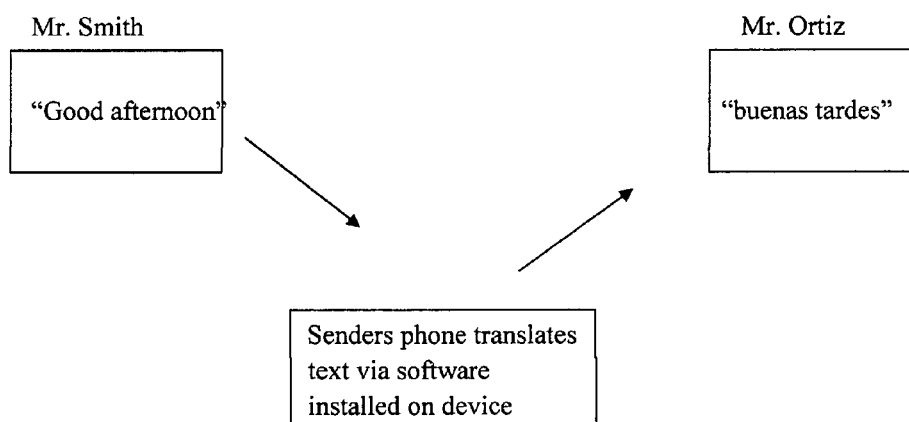 Mr. Smith
Mr. Ortiz
“Good afternoon”
“buenas tardes”
Senders phone translates
text via software
installed on device